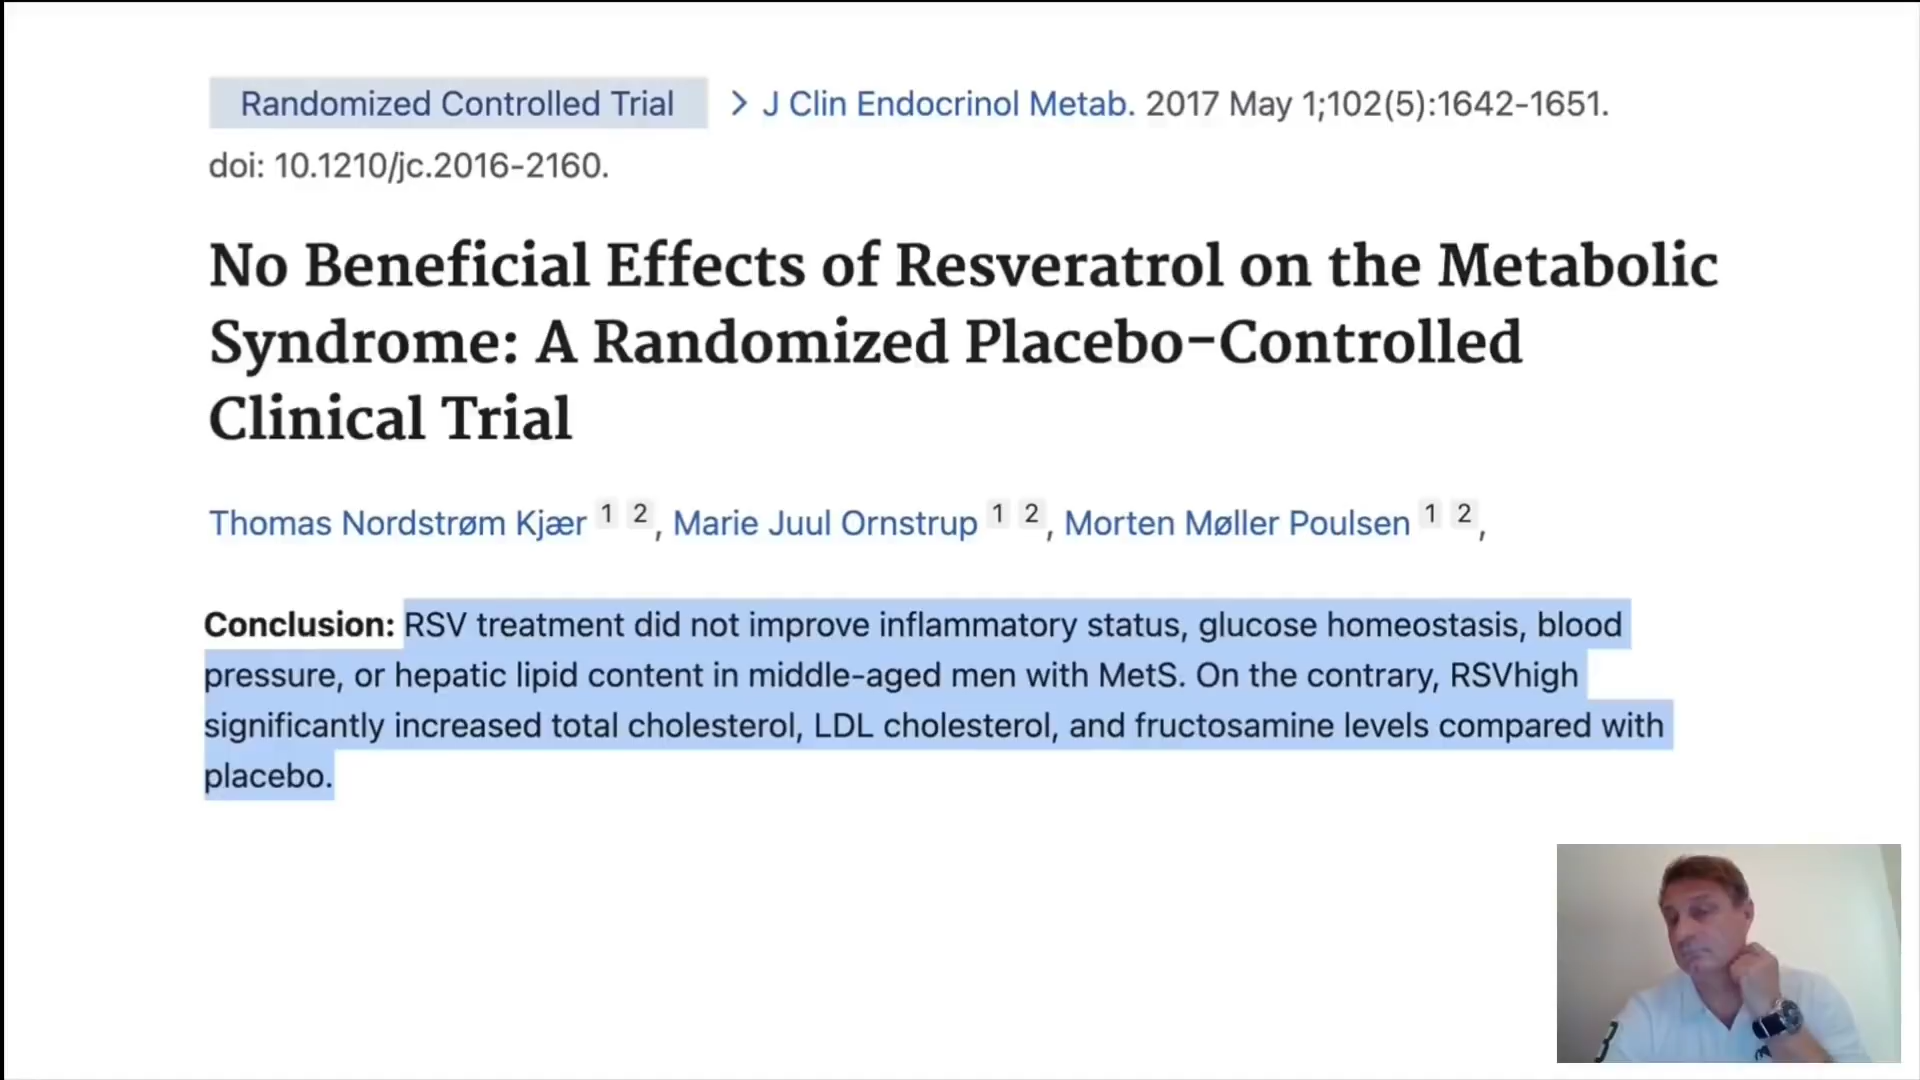 Randomized Controlled Trial > J Clin Endocrinol Metab. 2017 May 1;102(5):1642-1651.
doi: 10.1210/jc.2016-2160.
No Beneficial Effects of Resveratrol on the Metabolic
Syndrome: A Randomized Placebo-Controlled
Clinical Trial
Thomas Nordstrøm Kjær 1 2, Marie Juul Ornstrup 1 2, Morten Møller Poulsen 1 2,
Conclusion: RSV treatment did not improve inflammatory status, glucose homeostasis, blood
pressure, or hepatic lipid content in middle-aged men with MetS. On the contrary, RSVhigh
significantly increased total cholesterol, LDL cholesterol, and fructosamine levels compared with
placebo.